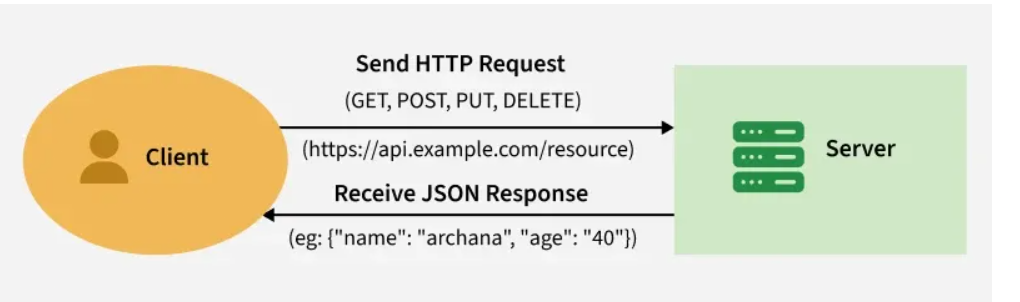 Send HTTP Request
(GET, POST, PUT, DELETE)
Client
(https://api.example.com/resource)
Server
Receive JSON Response
(eg: {"name": "archana", "age": "40"})